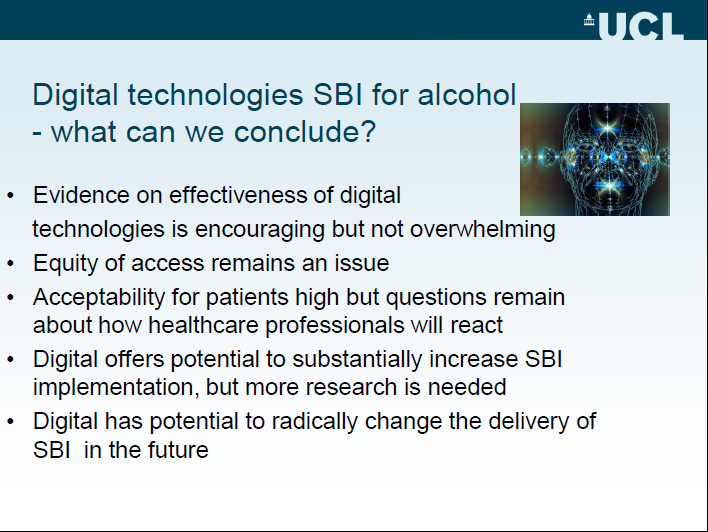 UCL
Digital technologies SBI for alcohol
- what can we conclude?
• Evidence on effectiveness of digital
technologies is encouraging but not overwhelming
• Equity of access remains an issue
• Acceptability for patients high but questions remain
about how healthcare professionals will react
• Digital offers potential to substantially increase SBI
implementation, but more research is needed
• Digital has potential to radically change the delivery of
SBI  in the future